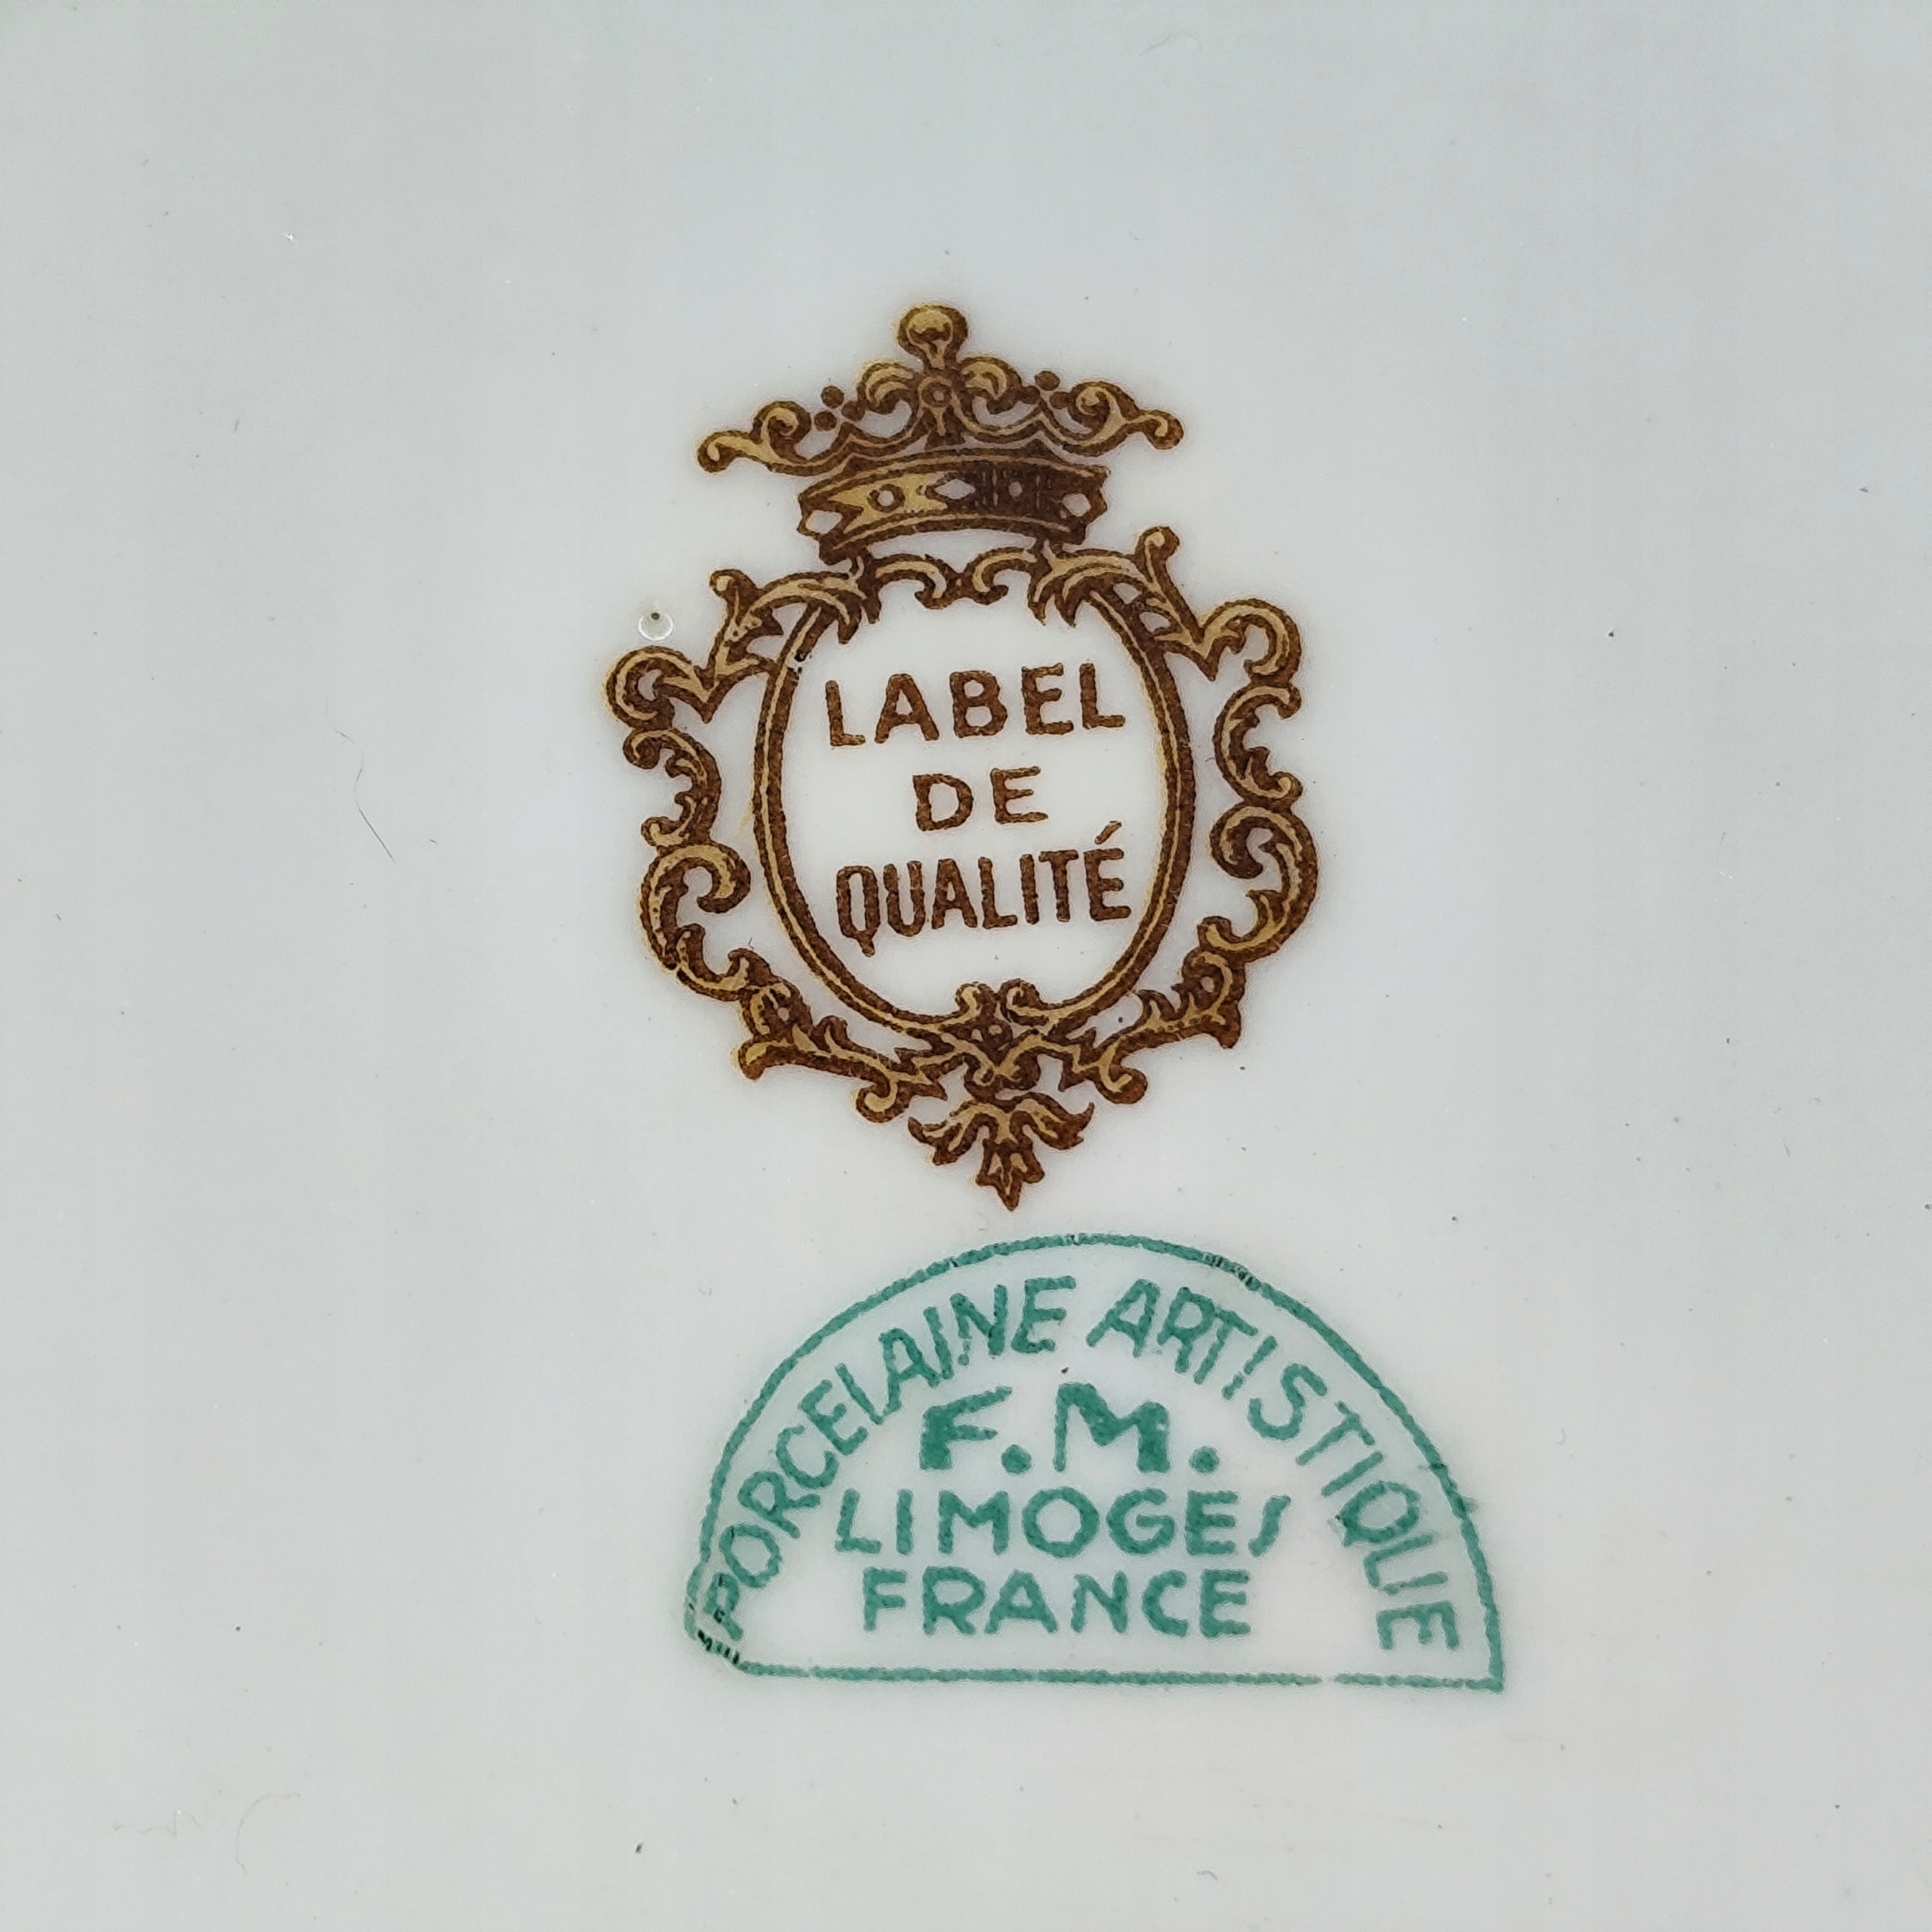 LABEL
DE
QUALITÉ
PORCELAINE ARTISTIQUE
F.M.
LIMOGES
FRANCE